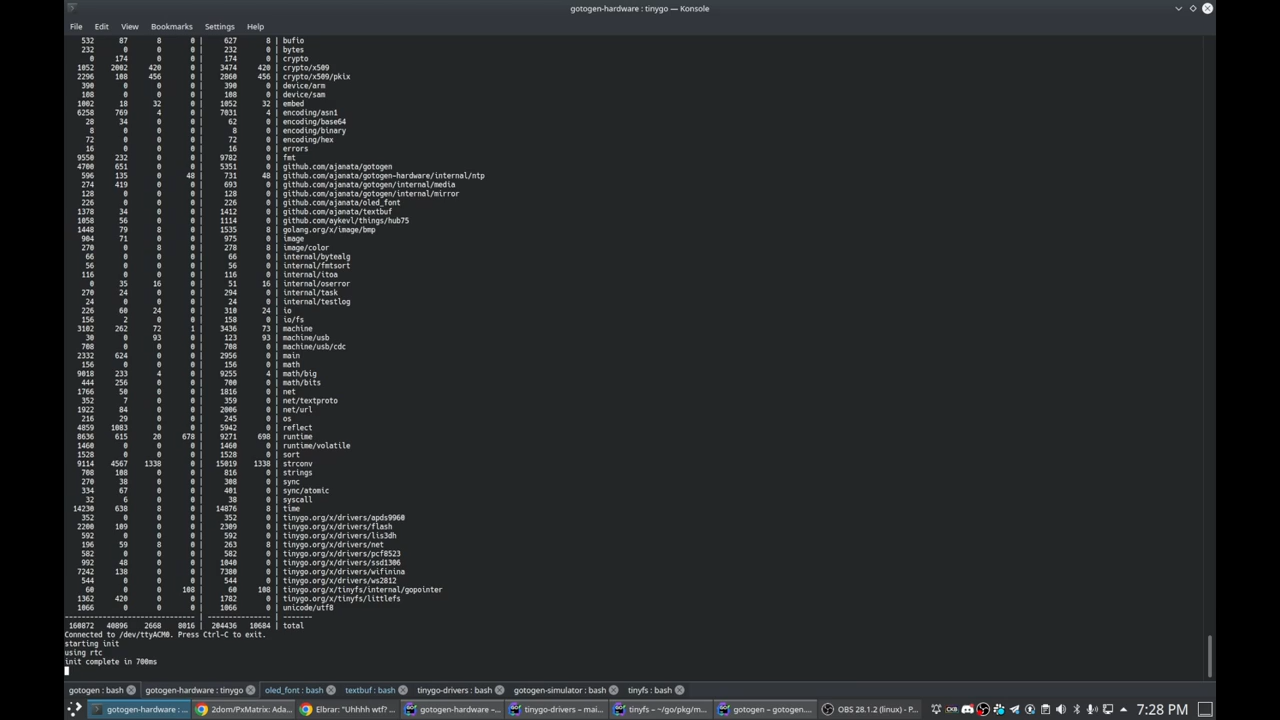 gotogen-hardware : tinygo — Konsole
File Edit View Bookmarks Settings Help
532 87 8 0 | 627 8 | bufio
232 0 0 0 | 232 0 | bytes
0 174 0 0 | 174 0 | crypto
1052 2002 420 0 | 3474 420 | crypto/x509
2296 108 456 0 | 2860 456 | crypto/x509/pkix
390 0 0 0 | 390 0 | device/arm
108 0 0 0 | 108 0 | device/sam
1002 18 32 0 | 1052 32 | embed
6258 769 4 0 | 7031 4 | encoding/asn1
28 34 0 0 | 62 0 | encoding/base64
8 0 0 0 | 8 0 | encoding/binary
72 0 0 0 | 72 0 | encoding/hex
16 0 0 0 | 16 0 | errors
9550 232 0 0 | 9782 0 | fmt
4700 651 0 0 | 5351 0 | github.com/ajanata/gotogen
596 135 0 48 | 731 48 | github.com/ajanata/gotogen-hardware/internal/ntp
274 419 0 0 | 693 0 | github.com/ajanata/gotogen/internal/media
128 0 0 0 | 128 0 | github.com/ajanata/gotogen/internal/mirror
226 0 0 0 | 226 0 | github.com/ajanata/oled_font
1378 34 0 0 | 1412 0 | github.com/ajanata/textbuf
1058 56 0 0 | 1114 0 | github.com/aykevl/things/hub75
1448 79 8 0 | 1535 8 | golang.org/x/image/bmp
904 71 0 0 | 975 0 | image
270 0 8 0 | 278 8 | image/color
66 0 0 0 | 66 0 | internal/bytealg
56 0 0 0 | 56 0 | internal/fmtsort
116 0 0 0 | 116 0 | internal/itoa
0 35 16 0 | 51 16 | internal/oserror
270 24 0 0 | 294 0 | internal/task
24 0 0 0 | 24 0 | internal/testlog
226 60 24 0 | 310 24 | io
156 2 0 0 | 158 0 | io/fs
3102 262 72 1 | 3436 73 | machine
30 0 93 0 | 123 93 | machine/usb
708 0 0 0 | 708 0 | machine/usb/cdc
2332 624 0 0 | 2956 0 | main
156 0 0 0 | 156 0 | math
9018 233 4 0 | 9255 4 | math/big
444 256 0 0 | 700 0 | math/bits
1766 50 0 0 | 1816 0 | net
352 7 0 0 | 359 0 | net/textproto
1922 84 0 0 | 2006 0 | net/url
216 29 0 0 | 245 0 | os
4859 1083 0 0 | 5942 0 | reflect
8636 615 20 678 | 9271 698 | runtime
1460 0 0 0 | 1460 0 | runtime/volatile
1528 0 0 0 | 1528 0 | sort
9114 4567 1338 0 | 15019 1338 | strconv
708 108 0 0 | 816 0 | strings
270 38 0 0 | 308 0 | sync
334 67 0 0 | 401 0 | sync/atomic
32 6 0 0 | 38 0 | syscall
14230 638 8 0 | 14876 8 | time
352 0 0 0 | 352 0 | tinygo.org/x/drivers/apds9960
2200 109 0 0 | 2309 0 | tinygo.org/x/drivers/flash
592 0 0 0 | 592 0 | tinygo.org/x/drivers/lis3dh
196 59 8 0 | 263 8 | tinygo.org/x/drivers/net
582 0 0 0 | 582 0 | tinygo.org/x/drivers/pcf8523
992 48 0 0 | 1040 0 | tinygo.org/x/drivers/ssd1306
7242 138 0 0 | 7380 0 | tinygo.org/x/drivers/wifinina
544 0 0 0 | 544 0 | tinygo.org/x/drivers/ws2812
60 0 0 108 | 60 108 | tinygo.org/x/tinyfs/internal/gopointer
1362 420 0 0 | 1782 0 | tinygo.org/x/tinyfs/littlefs
1066 0 0 0 | 1066 0 | unicode/utf8
------------------------------- | --------------- | -------
160872 40896 2668 8016 | 204436 10684 | total
Connected to /dev/ttyACM0. Press Ctrl-C to exit.
starting init
using rtc
init complete in 700ms
gotogen : bash gotogen-hardware : tinygo oled_font : bash textbuf : bash tinygo-drivers : bash gotogen-simulator : bash tinyfs : bash
gotogen-hardware : ... 2dom/PxMatrix: Ada... Elbrar: "Uhhhh wtf? ... gotogen-hardware –... tinygo-drivers – mai... tinyfs – ~/go/pkg/m... gotogen – gotogen.... OBS 28.1.2 (linux) - P... CKB 7:28 PM